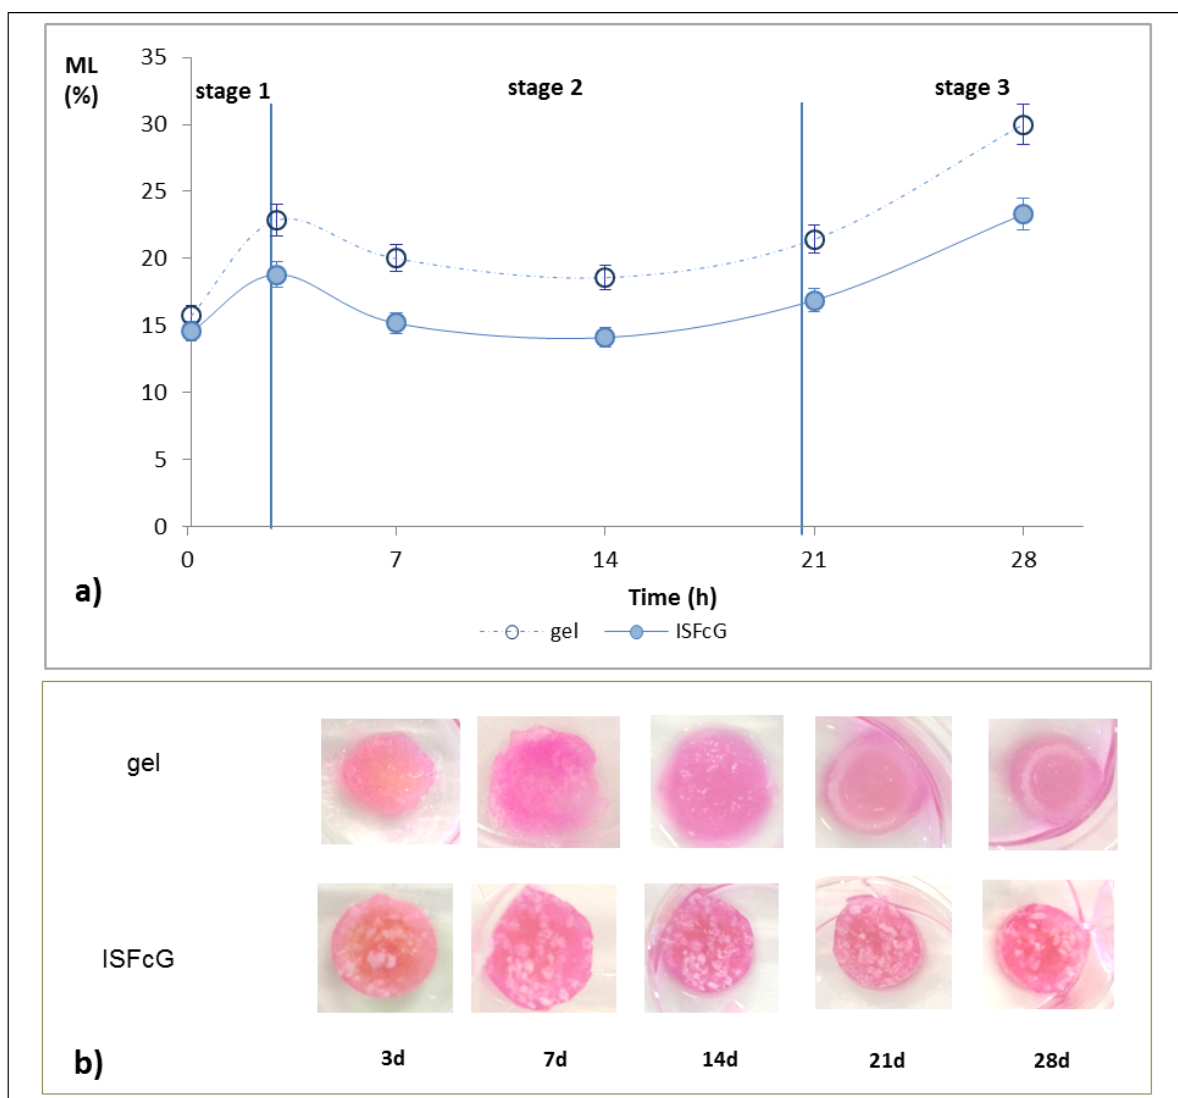 ML
(%)
35
30
25
20
15
10
5
0
stage 1
stage 2
stage 3
0
7
14
21
28
Time (h)
a)
gel
ISFcG
gel
ISFcG
b)
3d
7d
14d
21d
28d